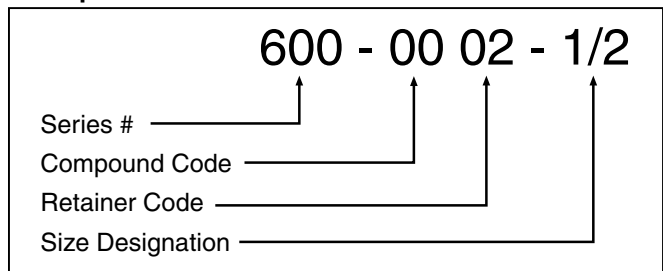 600 - 00 02 - 1/2
Series #
Compound Code
Retainer Code
Size Designation